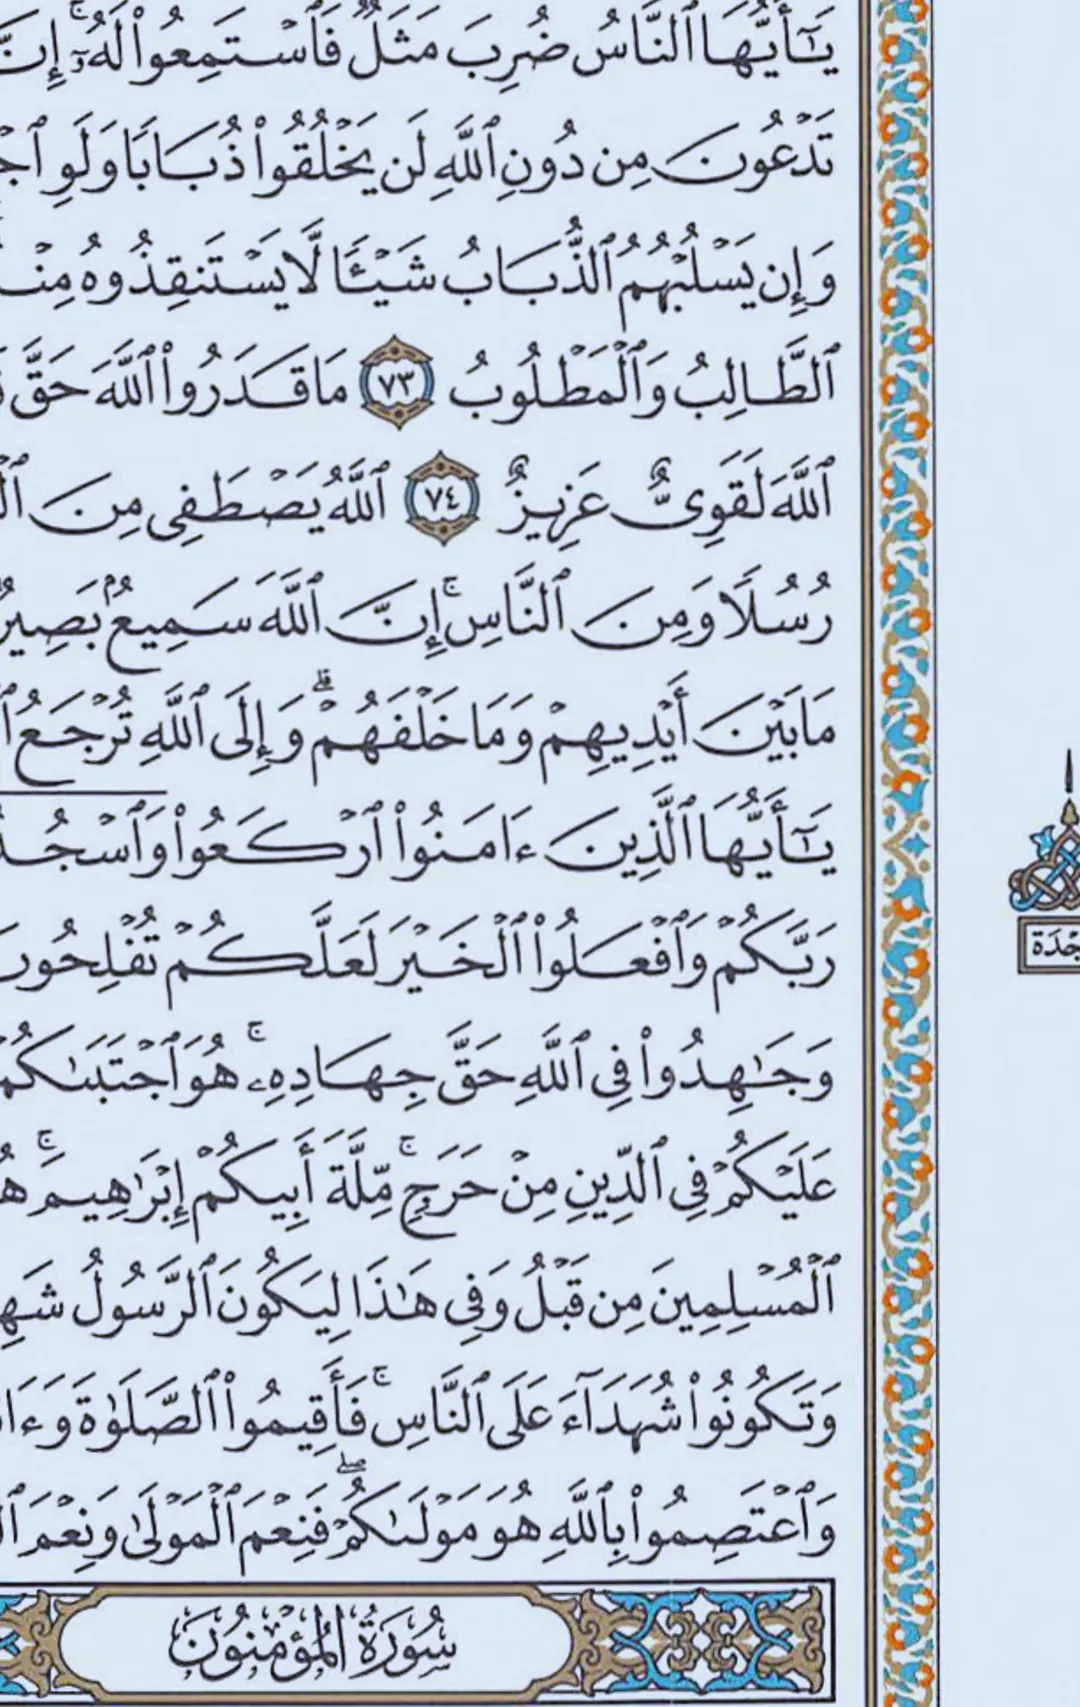 يَٰٓأَيُّهَا ٱلنَّاسُ ضُرِبَ مَثَلٌ فَٱسۡتَمِعُواْ لَهُۥٓۚ إِنَّ
تَدۡعُونَ مِن دُونِ ٱللَّهِ لَن يَخۡلُقُواْ ذُبَابٗا وَلَوِ
وَإِن يَسۡلُبۡهُمُ ٱلذُّبَابُ شَيۡـٔٗا لَّا يَسۡتَنقِذُوهُ
ٱلطَّالِبُ وَٱلۡمَطۡلُوبُ ٧٣ مَا قَدَرُواْ ٱللَّهَ حَقَّ
ٱللَّهَ لَقَوِيٌّ عَزِيزٌ ٧٤ ٱللَّهُ يَصۡطَفِي مِنَ
رُسُلٗا وَمِنَ ٱلنَّاسِۚ إِنَّ ٱللَّهَ سَمِيعُۢ بَصِيرٞ
مَا بَيۡنَ أَيۡدِيهِمۡ وَمَا خَلۡفَهُمۡۚ وَإِلَى ٱللَّهِ تُرۡجَعُ
يَٰٓأَيُّهَا ٱلَّذِينَ ءَامَنُواْ ٱرۡكَعُواْ
رَبَّكُمۡ وَٱفۡعَلُواْ ٱلۡخَيۡرَ لَعَلَّكُمۡ تُفۡلِحُونَ
وَجَٰهِدُواْ فِي ٱللَّهِ حَقَّ جِهَادِهِۦۚ هُوَ ٱجۡتَبَىٰكُمۡ
عَلَيۡكُمۡ فِي ٱلدِّينِ مِنۡ حَرَجٖۚ مِّلَّةَ أَبِيكُمۡ إِبۡرَٰهِيمَۚ
ٱلۡمُسۡلِمِينَ مِن قَبۡلُ وَفِي هَٰذَا لِيَكُونَ ٱلرَّسُولُ
وَتَكُونُواْ شُهَدَآءَ عَلَى ٱلنَّاسِۚ فَأَقِيمُواْ ٱلصَّلَوٰةَ
وَٱعۡتَصِمُواْ بِٱللَّهِ هُوَ مَوۡلَىٰكُمۡۖ فَنِعۡمَ ٱلۡمَوۡلَىٰ وَنِعۡمَ
سُورَةُ المُؤۡمِنُونَ